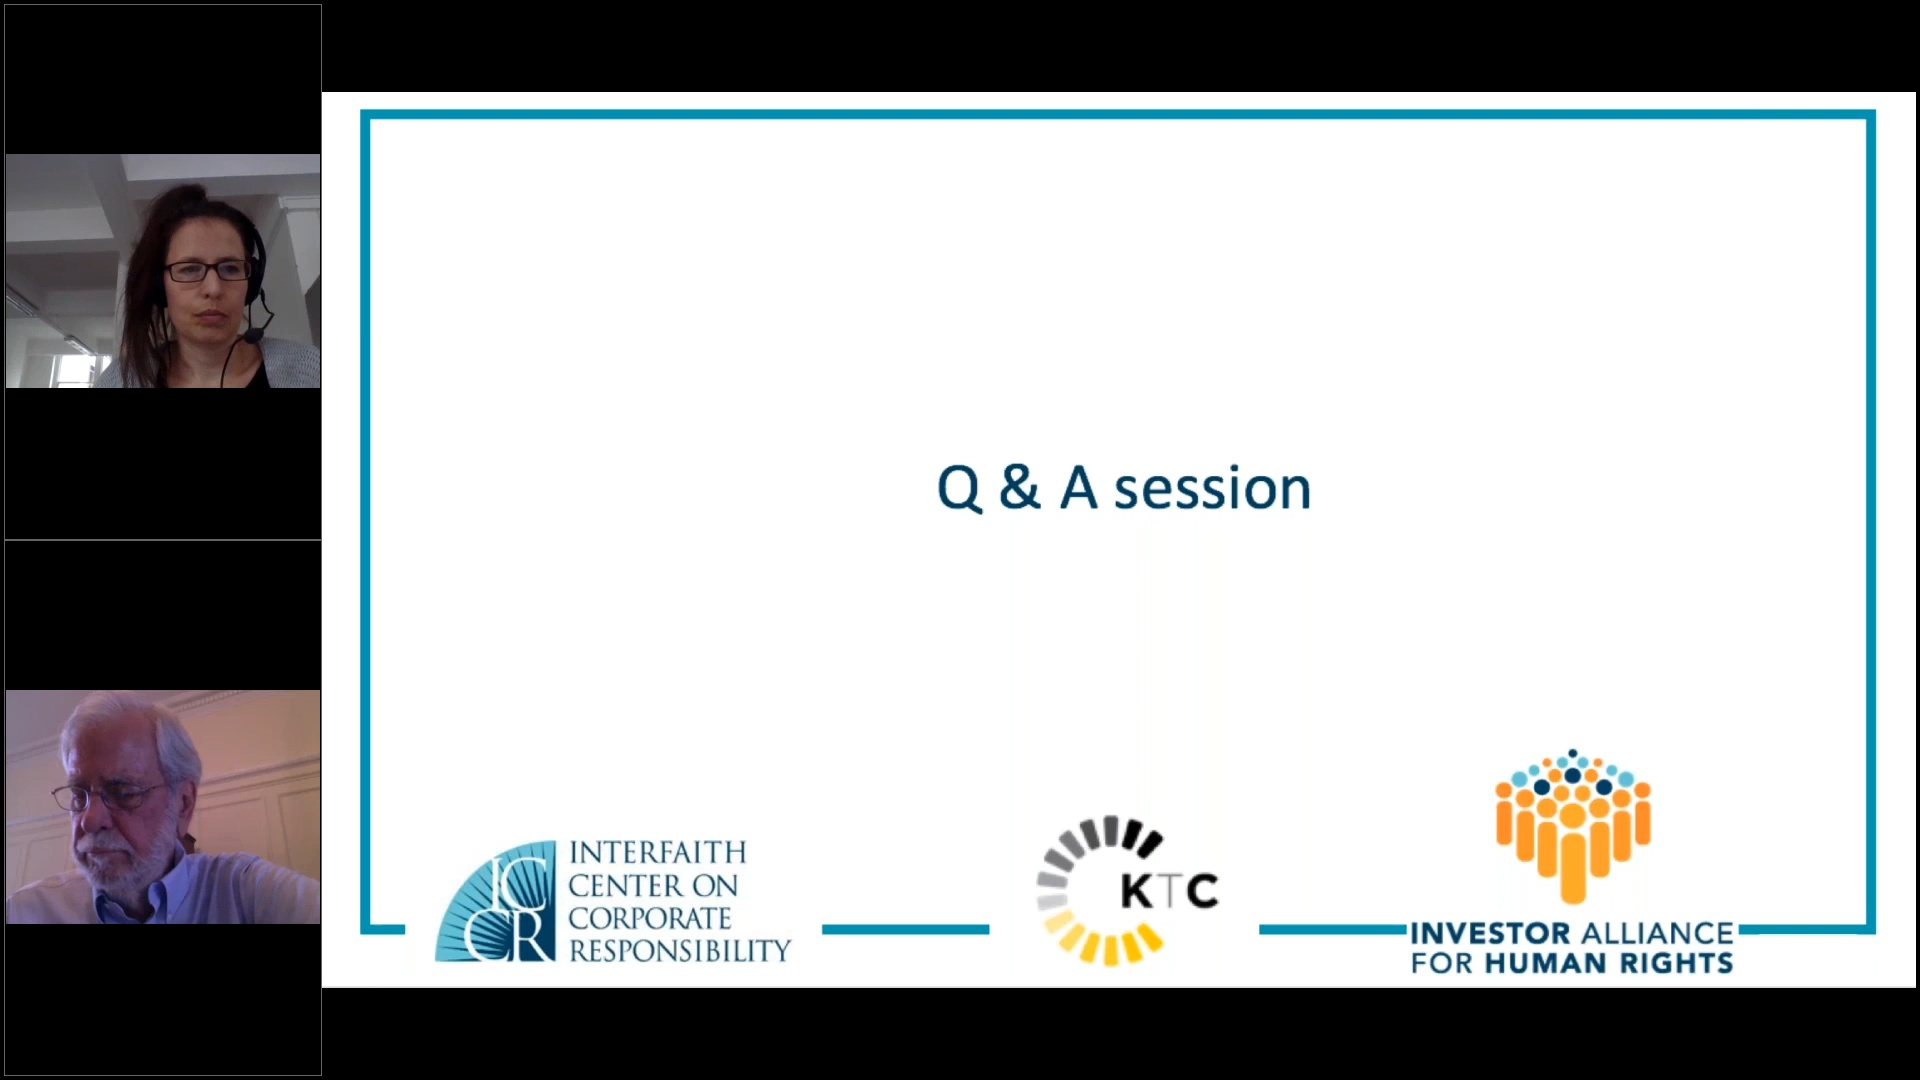 Q & A session
ICCR
INTERFAITH
CENTER ON
CORPORATE
RESPONSIBILITY
KTC
INVESTOR ALLIANCE
FOR HUMAN RIGHTS